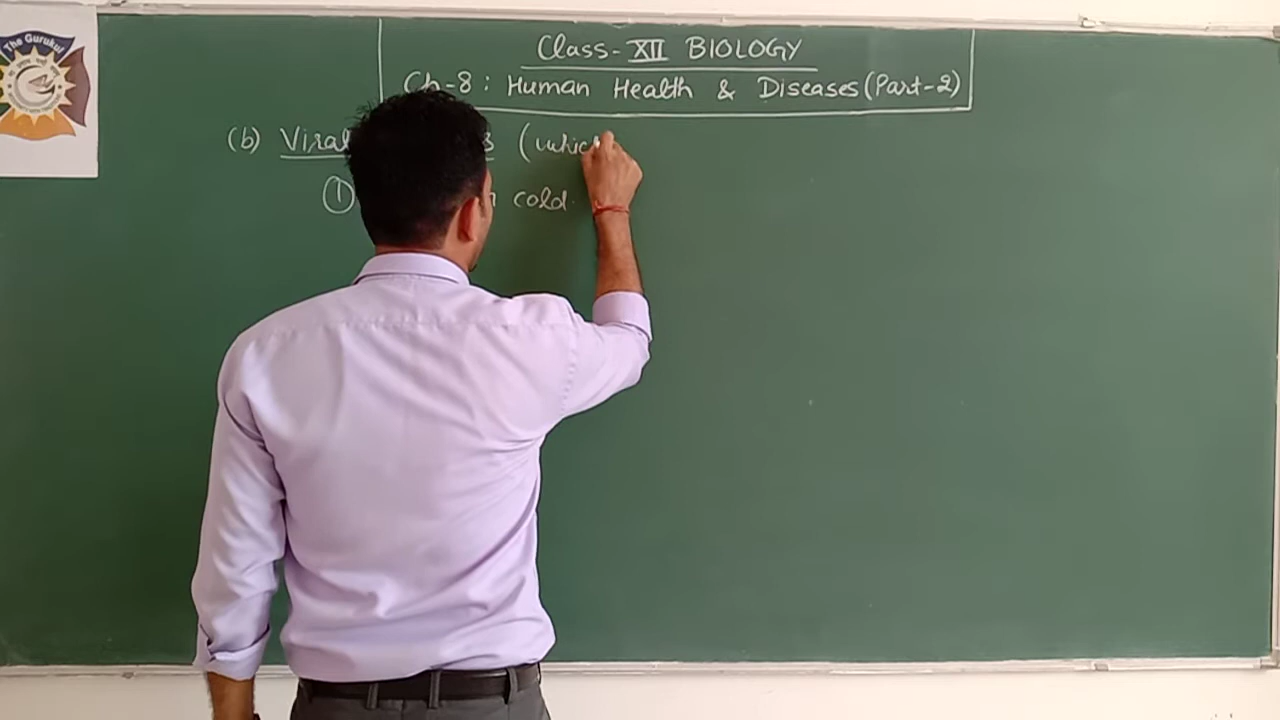 The Gurukul
Class-XII BIOLOGY
Ch-8: Human Health & Diseases (Part-2)
(b) Viral (which
① cold.